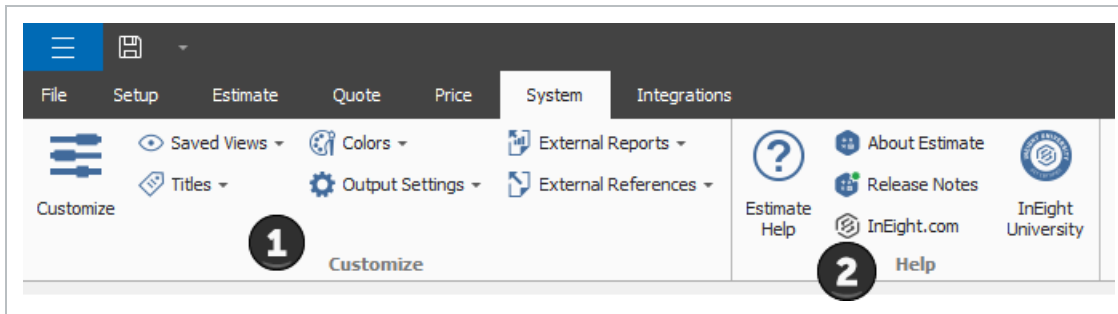 File Setup Estimate Quote Price System Integrations
Customize
Saved Views
Titles
Colors
Output Settings
External Reports
External References
1
Customize
Estimate
Help
About Estimate
Release Notes
InEight.com
InEight
University
2
Help